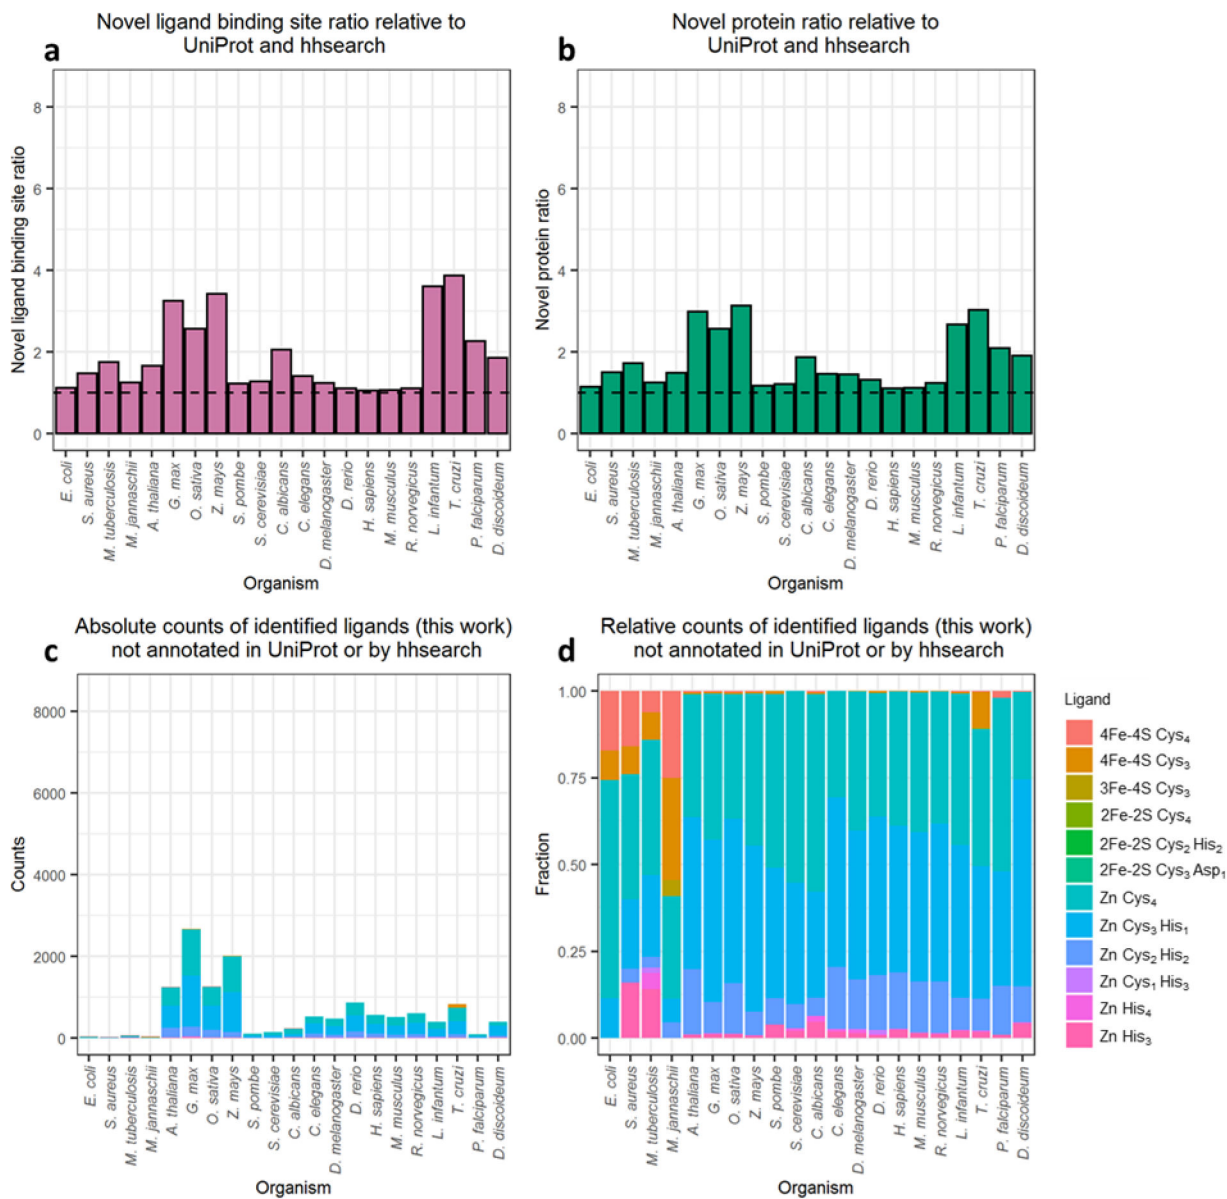 Novel ligand binding site ratio relative to
UniProt and hhsearch
a
Novel ligand binding site ratio
8
6
4
2
0
E. coli
S. aureus
M. tuberculosis
M. jannaschii
A. thaliana
G. max
O. sativa
Z. mays
S. pombe
S. cerevisiae
C. albicans
C. elegans
D. melanogaster
D. rerio
H. sapiens
M. musculus
R. norvegicus
L. infantum
T. cruzi
P. falciparum
D. discoideum
Organism
Novel protein ratio relative to
UniProt and hhsearch
b
Novel protein ratio
8
6
4
2
0
E. coli
S. aureus
M. tuberculosis
M. jannaschii
A. thaliana
G. max
O. sativa
Z. mays
S. pombe
S. cerevisiae
C. albicans
C. elegans
D. melanogaster
D. rerio
H. sapiens
M. musculus
R. norvegicus
L. infantum
T. cruzi
P. falciparum
D. discoideum
Organism
Absolute counts of identified ligands (this work)
not annotated in UniProt or by hhsearch
c
Counts
8000
6000
4000
2000
0
E. coli
S. aureus
M. tuberculosis
M. jannaschii
A. thaliana
G. max
O. sativa
Z. mays
S. pombe
S. cerevisiae
C. albicans
C. elegans
D. melanogaster
D. rerio
H. sapiens
M. musculus
R. norvegicus
L. infantum
T. cruzi
P. falciparum
D. discoideum
Organism
Relative counts of identified ligands (this work)
not annotated in UniProt or by hhsearch
d
Fraction
1.00
0.75
0.50
0.25
0.00
E. coli
S. aureus
M. tuberculosis
M. jannaschii
A. thaliana
G. max
O. sativa
Z. mays
S. pombe
S. cerevisiae
C. albicans
C. elegans
D. melanogaster
D. rerio
H. sapiens
M. musculus
R. norvegicus
L. infantum
T. cruzi
P. falciparum
D. discoideum
Organism
Ligand
4Fe-4S Cys₄
4Fe-4S Cys₃
3Fe-4S Cys₃
2Fe-2S Cys₄
2Fe-2S Cys₂ His₂
2Fe-2S Cys₃ Asp₁
Zn Cys₄
Zn Cys₃ His₁
Zn Cys₂ His₂
Zn Cys₁ His₃
Zn His₄
Zn His₃